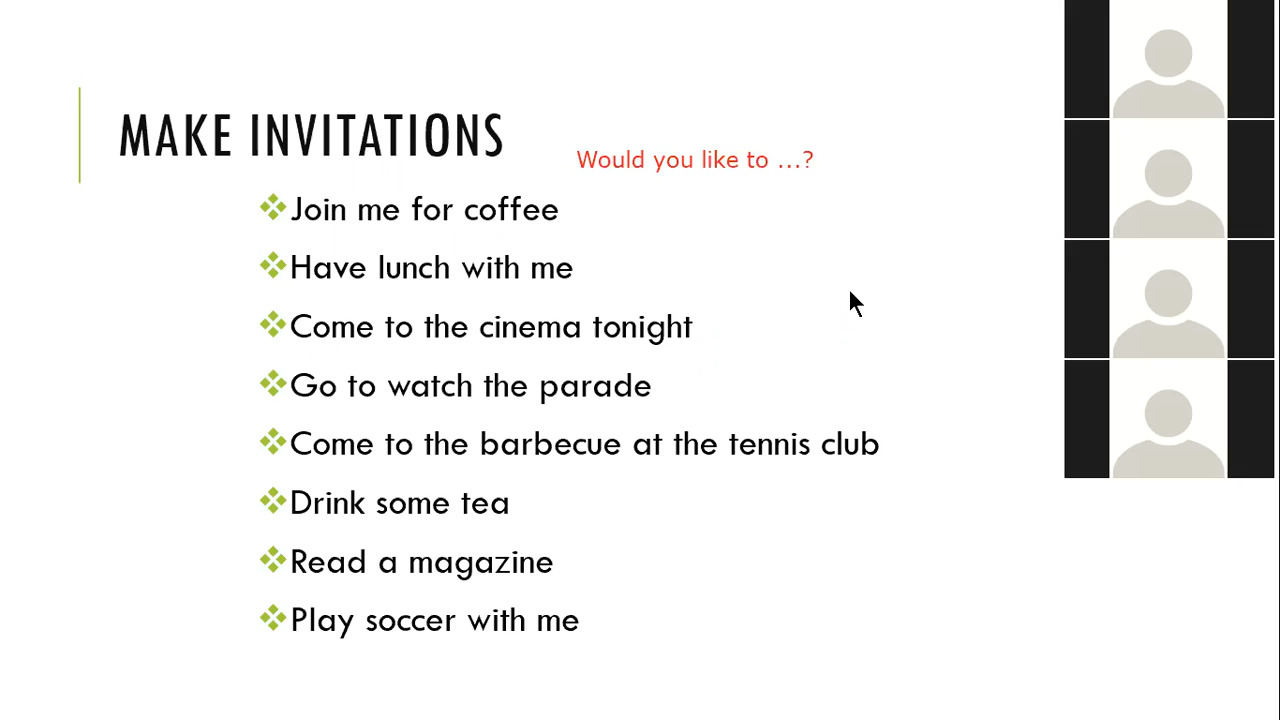 MAKE INVITATIONS
Would you like to ...?
Join me for coffee
Have lunch with me
Come to the cinema tonight
Go to watch the parade
Come to the barbecue at the tennis club
Drink some tea
Read a magazine
Play soccer with me